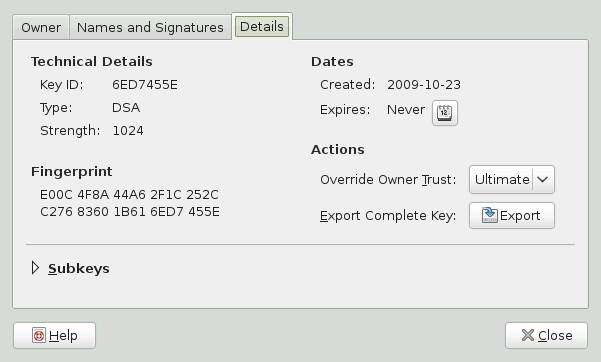 Owner
Names and Signatures
Details
Technical Details
Key ID: 6ED7455E
Type: DSA
Strength: 1024
Fingerprint
E00C 4F8A 44A6 2F1C 252C
C276 8360 1B61 6ED7 455E
Dates
Created: 2009-10-23
Expires: Never 12
Actions
Override Owner Trust: Ultimate
Export Complete Key: Export
Subkeys
Help
Close